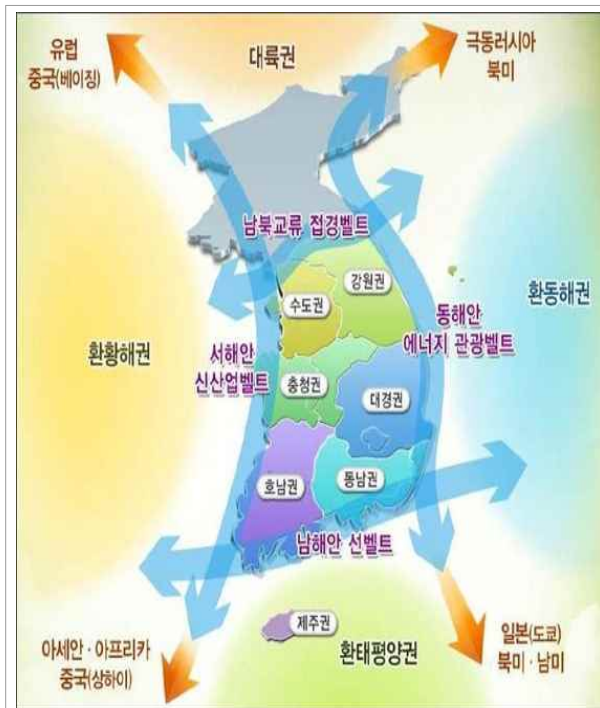 유럽
중국(베이징)
대륙권
극동러시아
북미
남북교류 접경벨트
강원권
수도권
환동해권
동해안
에너지 관광벨트
환황해권
서해안
신산업벨트
충청권
대경권
호남권
동남권
남해안 선벨트
제주권
아세안·아프리카
중국(상하이)
환태평양권
일본(도쿄)
북미·남미